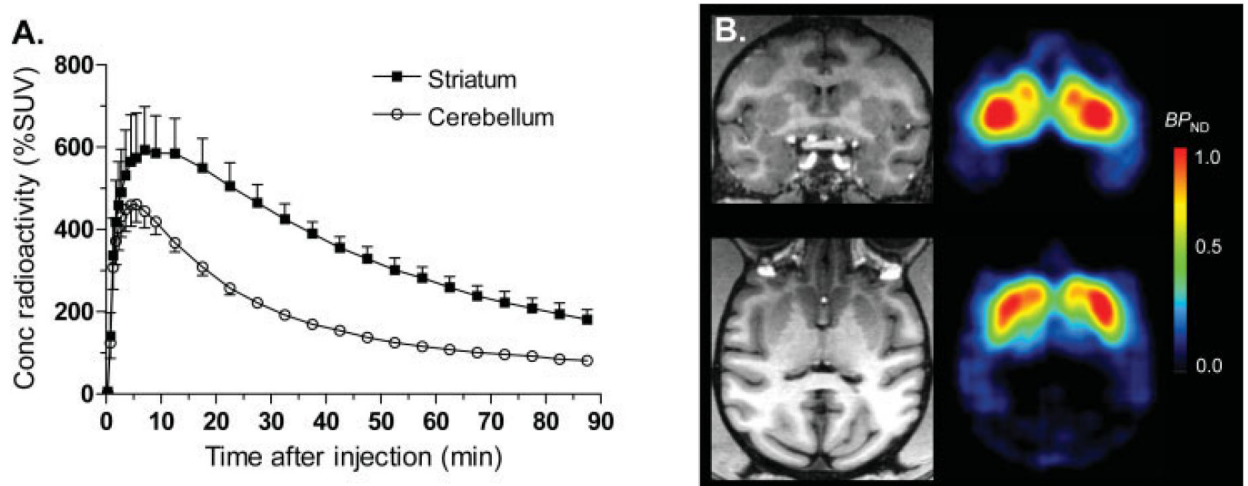 A.
Conc radioactivity (%SUV)
800
600
400
200
0
Striatum
Cerebellum
0 10 20 30 40 50 60 70 80 90
Time after injection (min)
B.
BPND
1.0
0.5
0.0